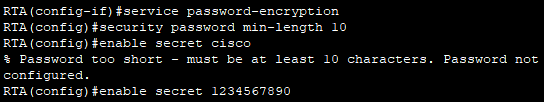 RTA(config-if)#service password-encryption
RTA(config)#security password min-length 10
RTA(config)#enable secret cisco
% Password too short - must be at least 10 characters. Password not
configured.
RTA(config)#enable secret 1234567890